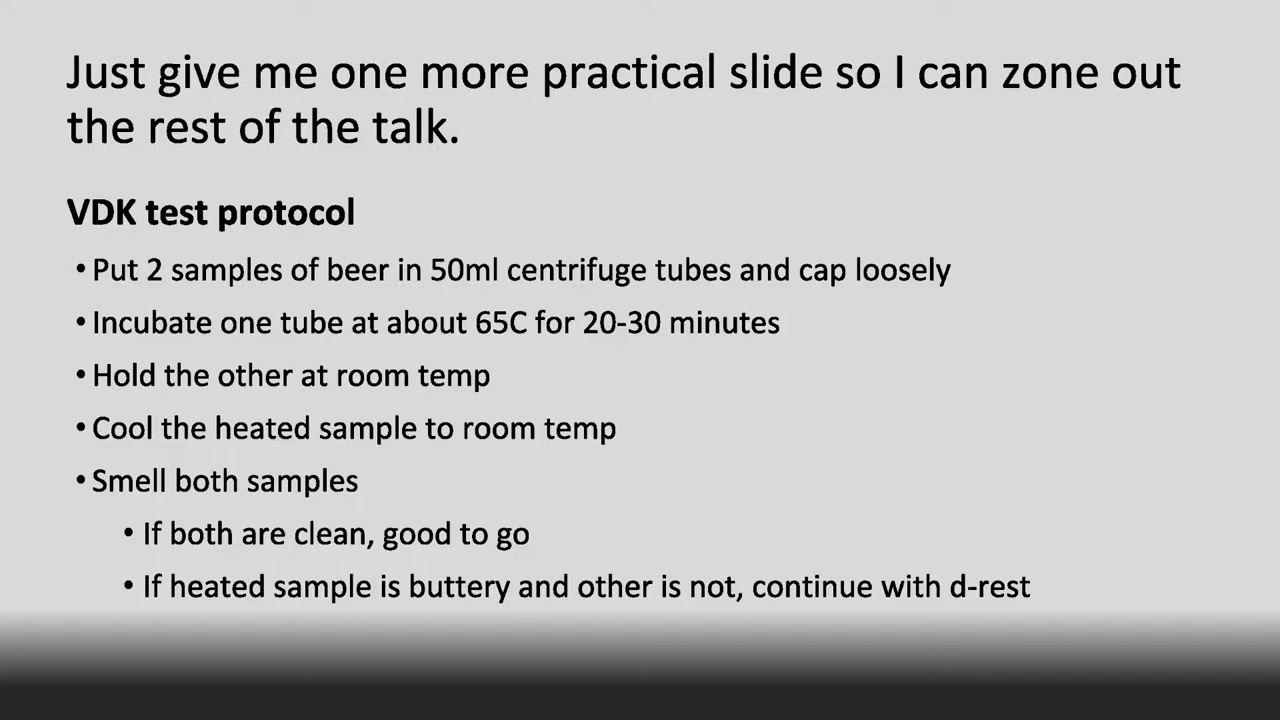 Just give me one more practical slide so I can zone out
the rest of the talk.
VDK test protocol
•Put 2 samples of beer in 50ml centrifuge tubes and cap loosely
•Incubate one tube at about 65C for 20-30 minutes
•Hold the other at room temp
•Cool the heated sample to room temp
•Smell both samples
•If both are clean, good to go
•If heated sample is buttery and other is not, continue with d-rest